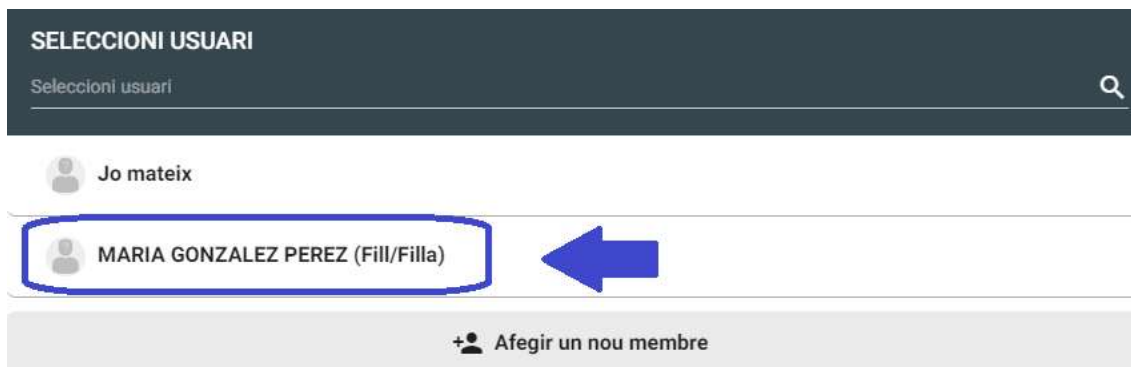 SELECCIONI USUARI
Seleccioni usuari
Jo mateix
MARIA GONZALEZ PEREZ (Fill/Filla)
Afegir un nou membre